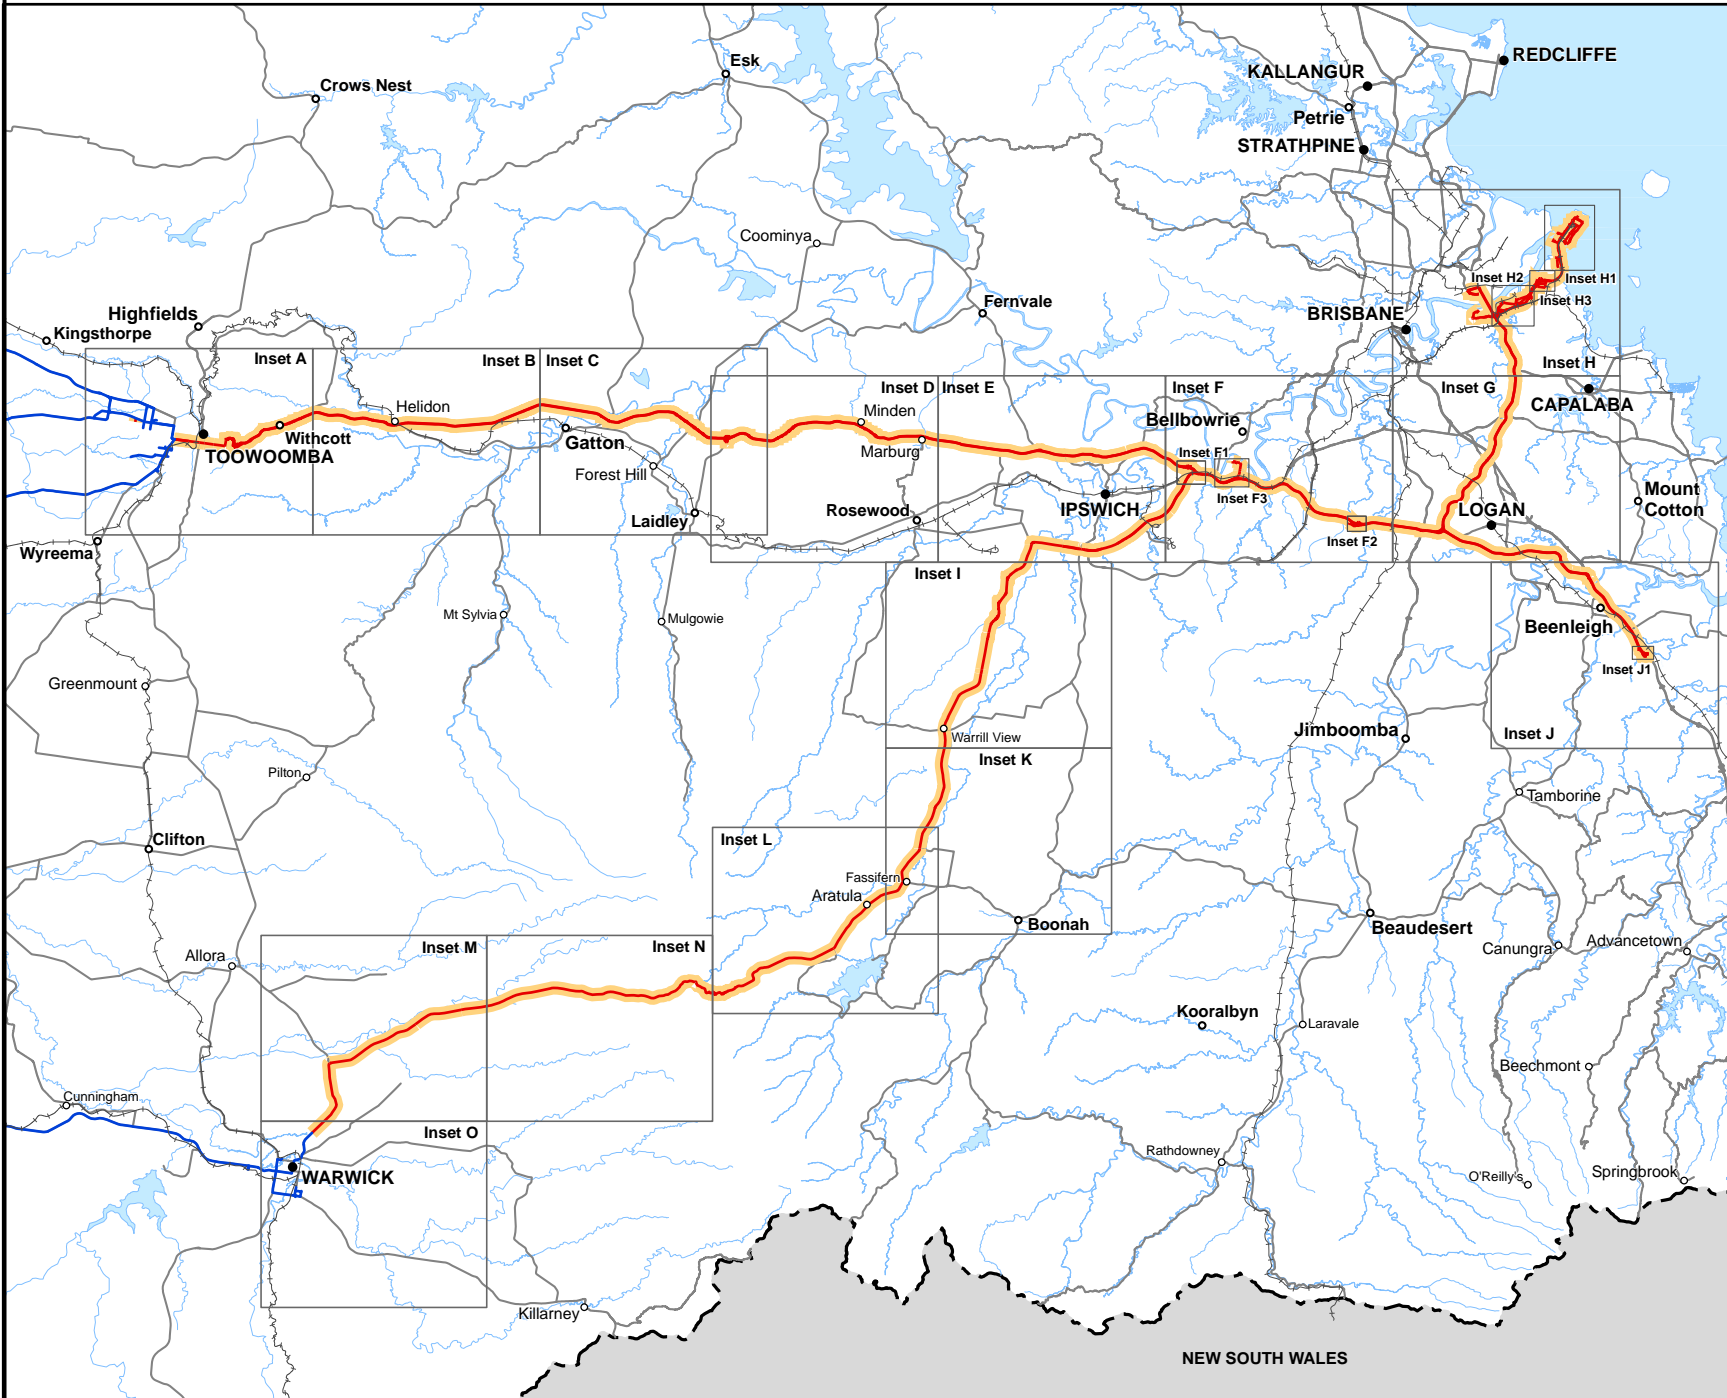 REDCLIFFE
Esk
KALLANGUR
Crows Nest
Petrie
STRATHPINE
Coominya
Inset H2
Inset H1
Fernvale
Inset H3
Highfields
BRISBANE
Kingsthorpe
Inset A
Inset B
Inset C
Inset H
Inset D
Inset E
Inset F
Inset G
CAPALABA
Helidon
Minden
Bellbowrie
Withcott
Gatton
Marburg
TOOWOOMBA
Inset F1
Forest Hill
Inset F3
Mount
Cotton
Rosewood
IPSWICH
LOGAN
Laidley
Inset F2
Wyreema
Inset I
Mt Sylvia
Mulgowie
Beenleigh
Inset J1
Greenmount
Jimboomba
Inset J
Warrill View
Inset K
Pilton
Tamborine
Clifton
Inset L
Fassifern
Aratula
Boonah
Beaudesert
Inset M
Inset N
Canungra
Advancetown
Allora
Kooralbyn
Laravale
Beechmont
Cunningham
Inset O
Rathdowney
WARWICK
O'Reilly's
Springbrook
Killarney
NEW SOUTH WALES